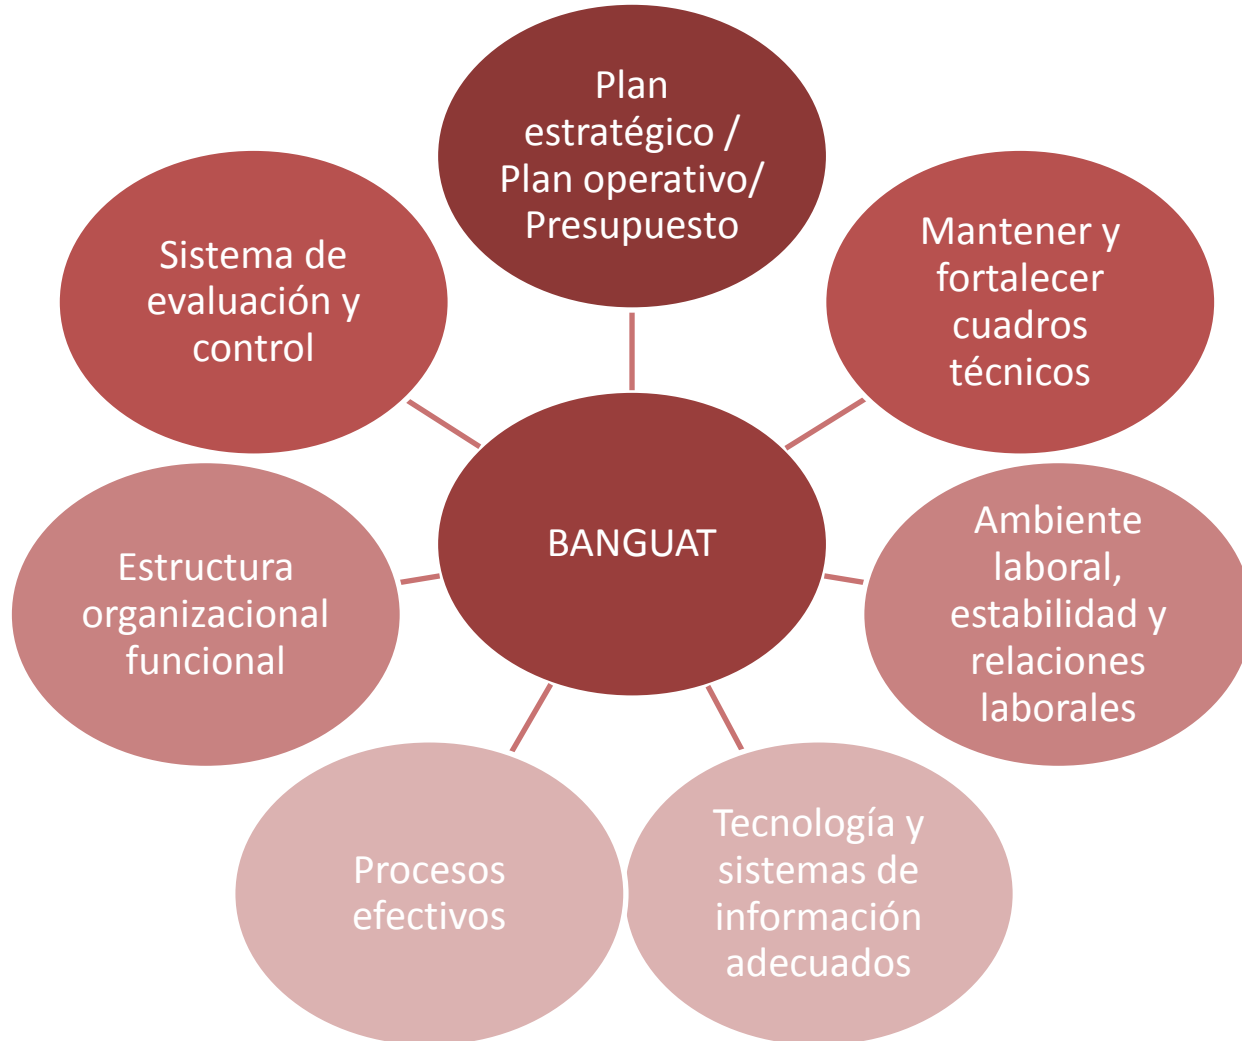 Plan
estratégico /
Plan operativo/
Presupuesto
Mantener y
fortalecer
cuadros
técnicos
Ambiente
laboral,
estabilidad y
relaciones
laborales
Tecnología y
sistemas de
información
adecuados
Procesos
efectivos
Estructura
organizacional
funcional
Sistema de
evaluación y
control
BANGUAT